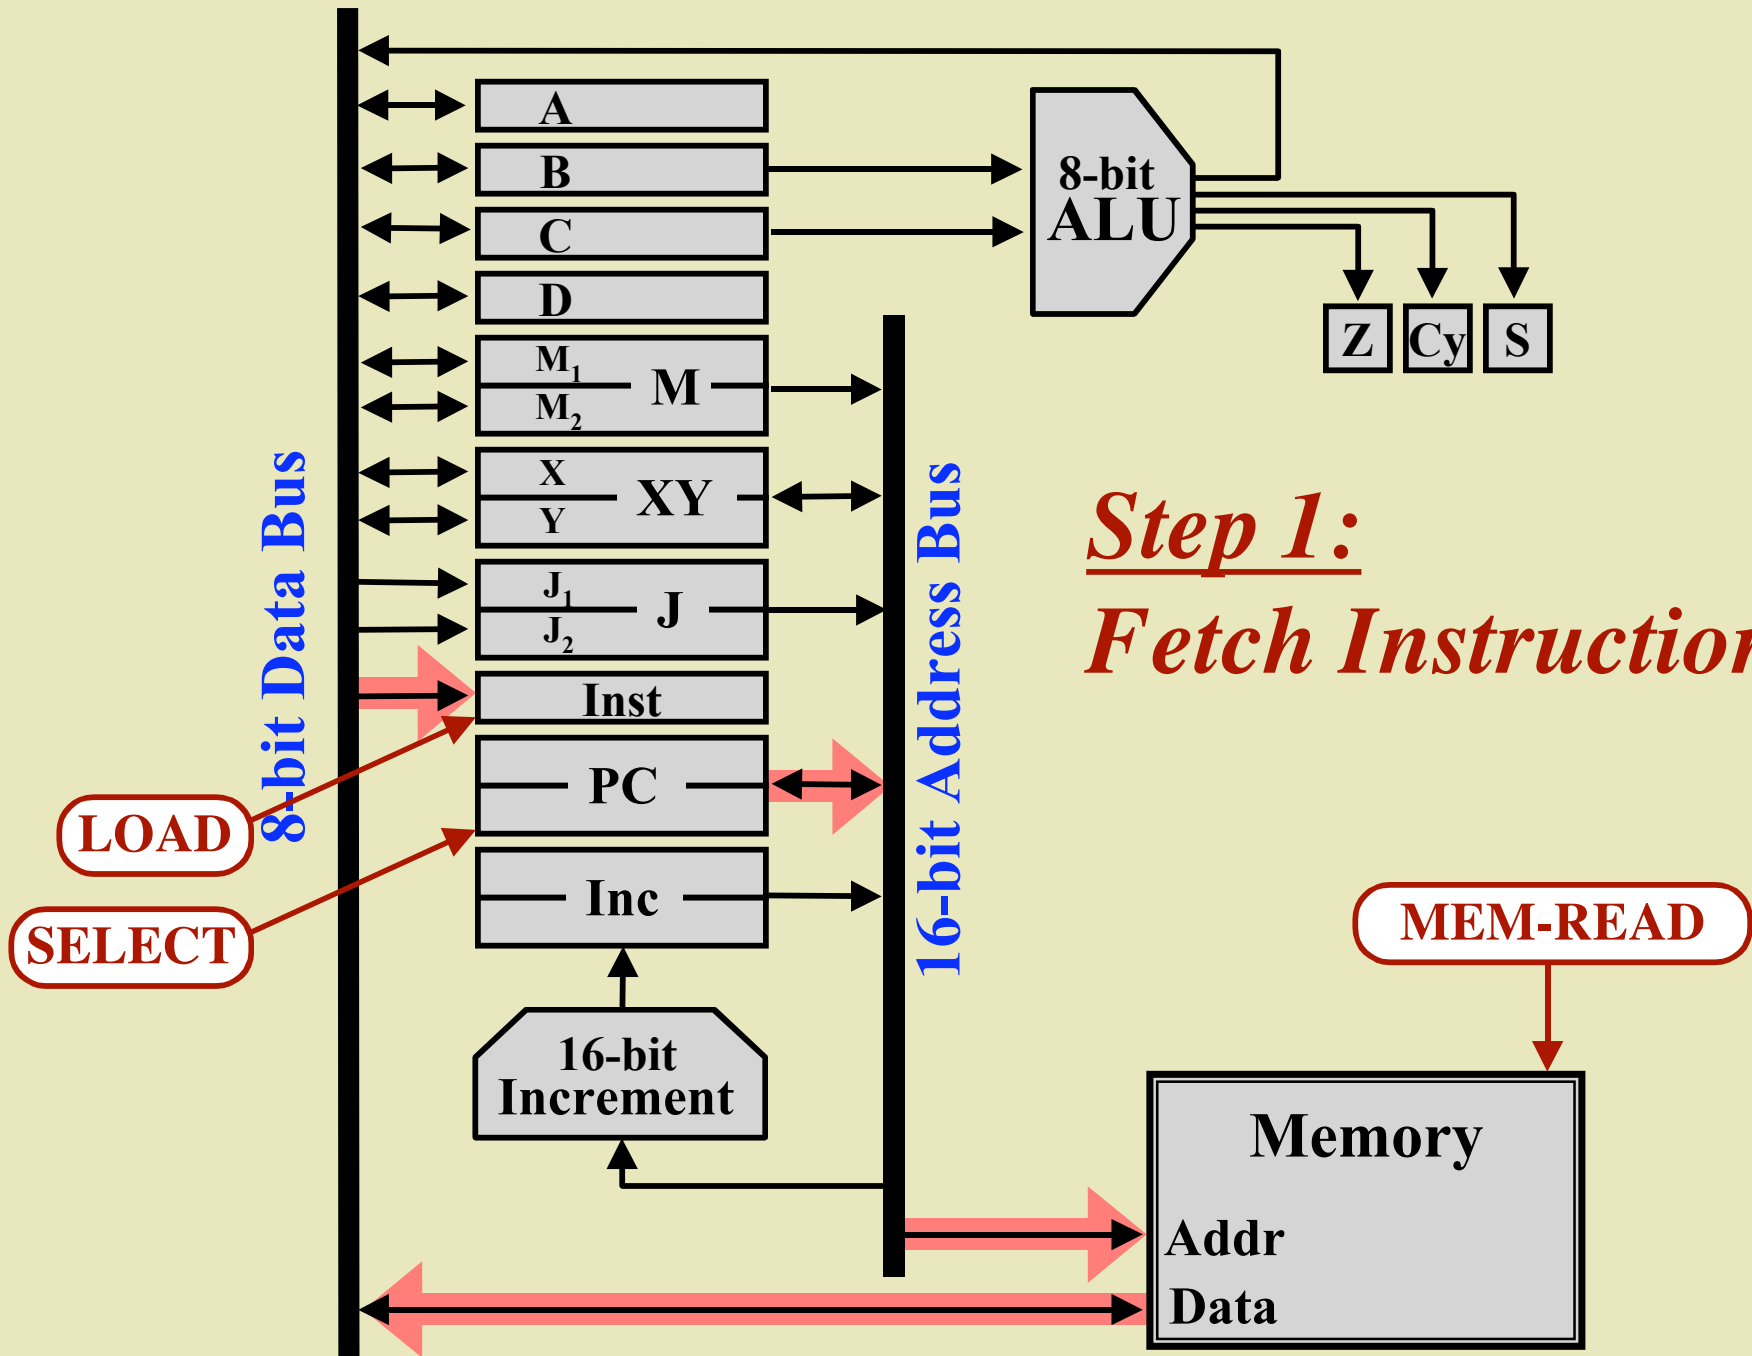 A
B
C
D
M₁
M
M₂
X
XY
Y
J₁
J
J₂
Inst
PC
Inc
16-bit
Increment
8-bit
ALU
Z
Cy
S
8-bit Data Bus
16-bit Address Bus
Step 1:
Fetch Instruction
LOAD
SELECT
MEM-READ
Memory
Addr
Data